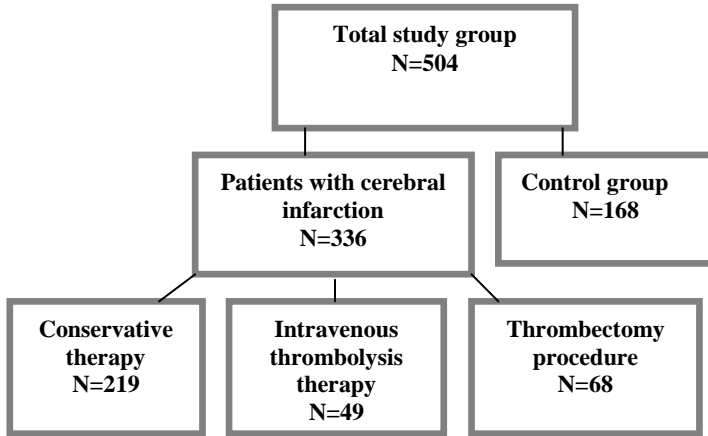 Total study group
N=504
Patients with cerebral
infarction
N=336
Control group
N=168
Conservative
therapy
N=219
Intravenous
thrombolysis
therapy
N=49
Thrombectomy
procedure
N=68